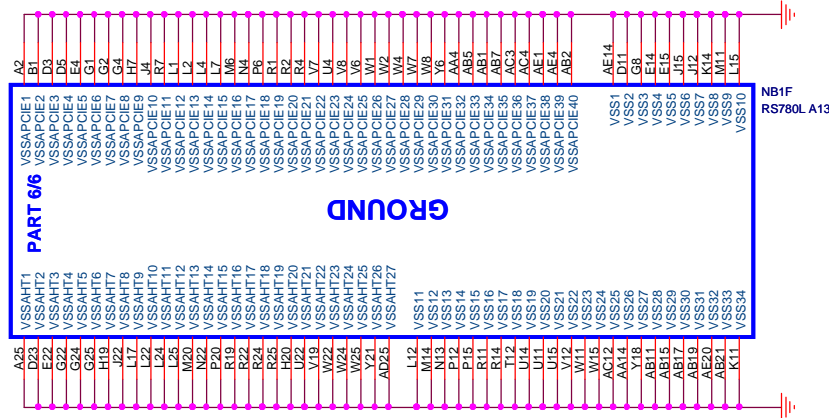 A2
B1
D3
D5
E4
G1
G2
G4
H7
J4
R7
L1
L2
L4
L7
M6
N4
P6
R1
R2
R4
V7
U4
V8
V6
W1
W2
W4
W7
W8
Y6
AA4
AB5
AB1
AB7
AC3
AC4
AE1
AE4
AB2
AE14
D11
G8
E14
E15
J15
J12
K14
M11
L15
NB1F
RS780L A13
VSSAPCIE1
VSSAPCIE2
VSSAPCIE3
VSSAPCIE4
VSSAPCIE5
VSSAPCIE6
VSSAPCIE7
VSSAPCIE8
VSSAPCIE9
VSSAPCIE10
VSSAPCIE11
VSSAPCIE12
VSSAPCIE13
VSSAPCIE14
VSSAPCIE15
VSSAPCIE16
VSSAPCIE17
VSSAPCIE18
VSSAPCIE19
VSSAPCIE20
VSSAPCIE21
VSSAPCIE22
VSSAPCIE23
VSSAPCIE24
VSSAPCIE25
VSSAPCIE26
VSSAPCIE27
VSSAPCIE28
VSSAPCIE29
VSSAPCIE30
VSSAPCIE31
VSSAPCIE32
VSSAPCIE33
VSSAPCIE34
VSSAPCIE35
VSSAPCIE36
VSSAPCIE37
VSSAPCIE38
VSSAPCIE39
VSSAPCIE40
VSS1
VSS2
VSS3
VSS4
VSS5
VSS6
VSS7
VSS8
VSS9
VSS10
PART 6/6
GROUND
VSSAHT1
VSSAHT2
VSSAHT3
VSSAHT4
VSSAHT5
VSSAHT6
VSSAHT7
VSSAHT8
VSSAHT9
VSSAHT10
VSSAHT11
VSSAHT12
VSSAHT13
VSSAHT14
VSSAHT15
VSSAHT16
VSSAHT17
VSSAHT18
VSSAHT19
VSSAHT20
VSSAHT21
VSSAHT22
VSSAHT23
VSSAHT24
VSSAHT25
VSSAHT26
VSSAHT27
VSS11
VSS12
VSS13
VSS14
VSS15
VSS16
VSS17
VSS18
VSS19
VSS20
VSS21
VSS22
VSS23
VSS24
VSS25
VSS26
VSS27
VSS28
VSS29
VSS30
VSS31
VSS32
VSS33
VSS34
A25
D23
E22
G22
G24
G25
H19
J22
L17
L22
L24
L25
M20
N22
P20
R19
R22
R24
R25
H20
U22
V19
W22
W24
W25
Y21
AD25
L12
M14
N13
P12
P15
R11
R14
T12
U14
U11
U15
V12
W11
W15
AC12
AA14
Y18
AB11
AB15
AB17
AB19
AE20
AB21
K11